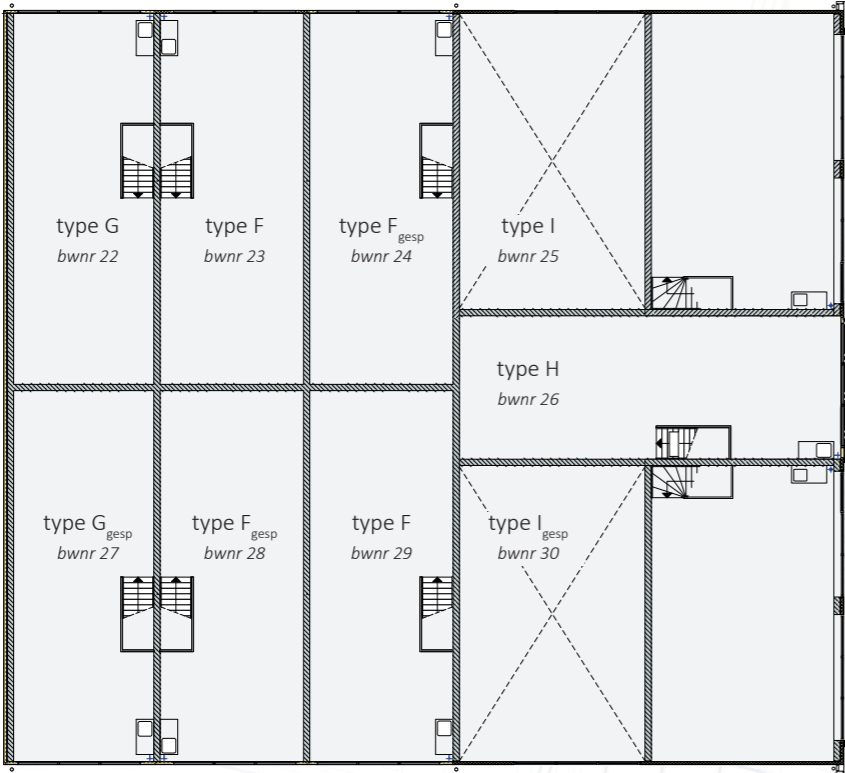 type G
bwnr 22
type F
bwnr 23
type Fgesp
bwnr 24
type I
bwnr 25
type H
bwnr 26
type Ggesp
bwnr 27
type Fgesp
bwnr 28
type F
bwnr 29
type Igesp
bwnr 30